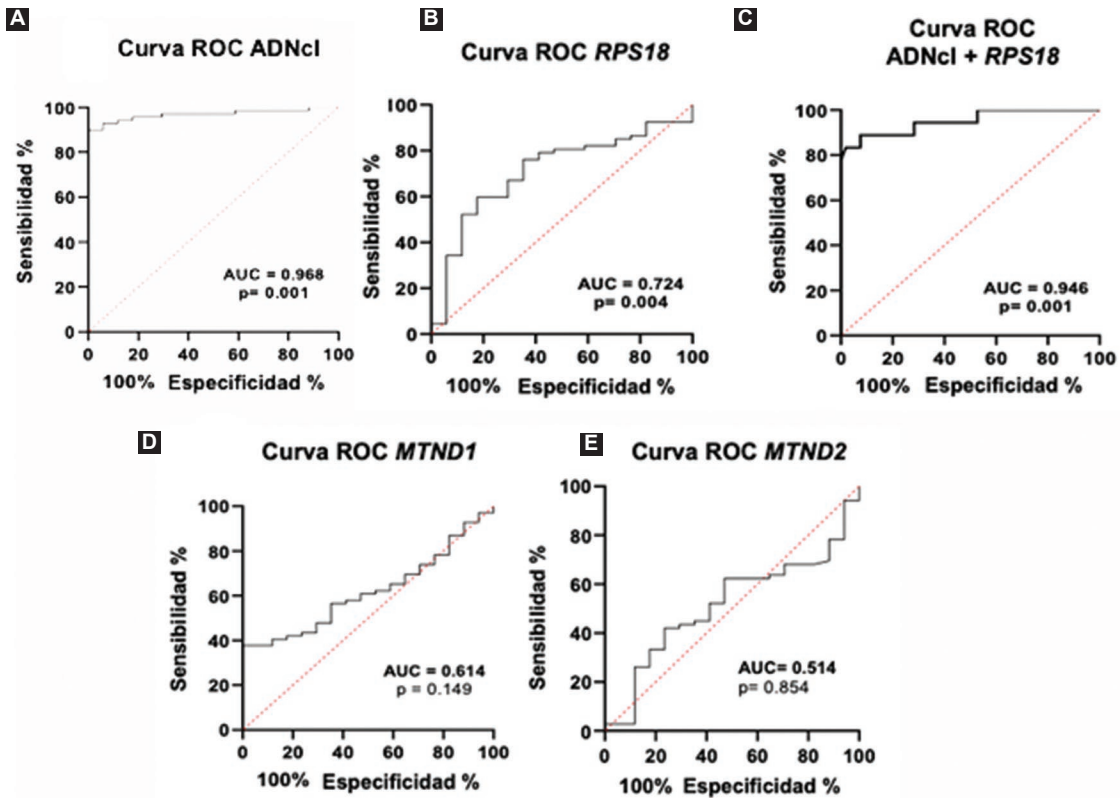 A
Curva ROC ADNcl
100
80
60
40
20
0
Sensibilidad %
AUC = 0.968
p= 0.001
0 20 40 60 80 100
100% Especificidad %
B
Curva ROC RPS18
100
80
60
40
20
0
Sensibilidad %
AUC = 0.724
p= 0.004
0 20 40 60 80 100
100% Especificidad %
C
Curva ROC
ADNcl + RPS18
100
80
60
40
20
0
Sensibilidad %
AUC = 0.946
p= 0.001
0 20 40 60 80 100
100% Especificidad %
D
Curva ROC MTND1
100
80
60
40
20
0
Sensibilidad %
AUC = 0.614
p = 0.149
0 20 40 60 80 100
100% Especificidad %
E
Curva ROC MTND2
100
80
60
40
20
0
Sensibilidad %
AUC= 0.514
p= 0.854
0 20 40 60 80 100
100% Especificidad %